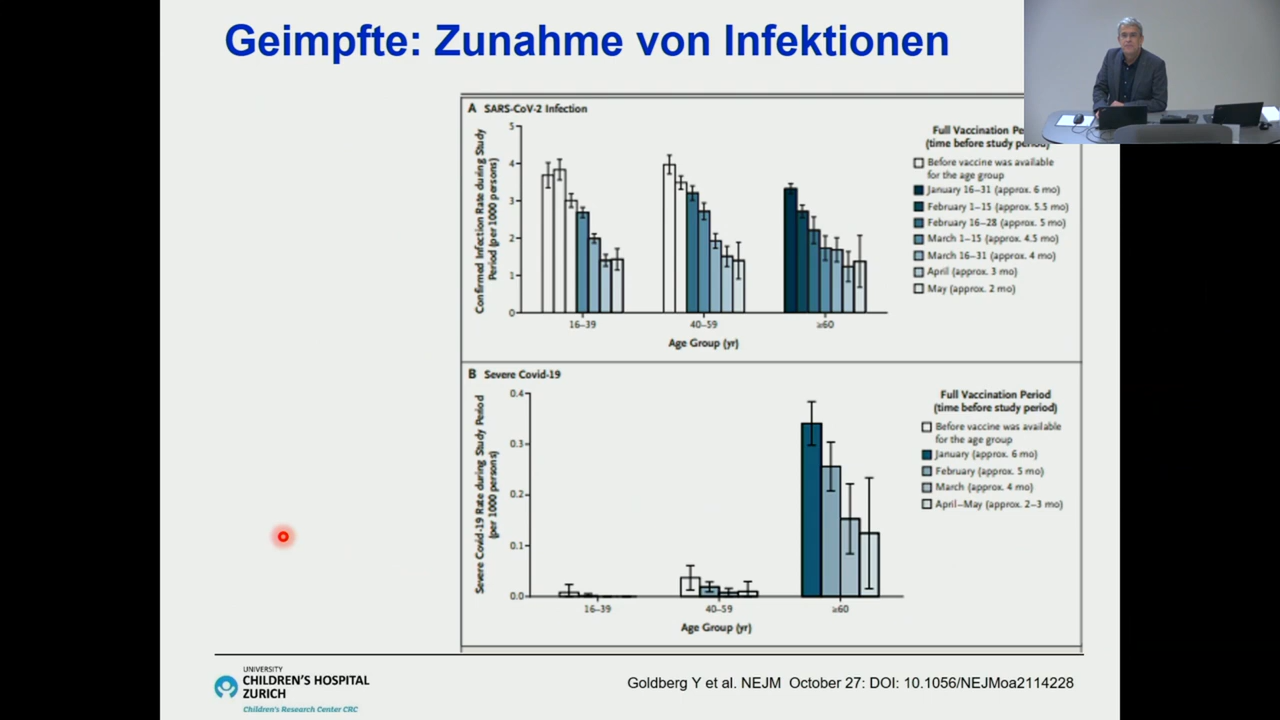 Geimpfte: Zunahme von Infektionen
A SARS-CoV-2 Infection
Confirmed Infection Rate during Study
Period (per 1000 persons)
5
4
3
2
1
0
16–39
40–59
≥60
Age Group (yr)
Full Vaccination
(time before study period)
Before vaccine was available
for the age group
January 16–31 (approx. 6 mo)
February 1–15 (approx. 5.5 mo)
February 16–28 (approx. 5 mo)
March 1–15 (approx. 4.5 mo)
March 16–31 (approx. 4 mo)
April (approx. 3 mo)
May (approx. 2 mo)
B Severe Covid-19
Severe Covid-19 Rate during Study Period
(per 1000 persons)
0.4
0.3
0.2
0.1
0.0
16–39
40–59
≥60
Age Group (yr)
Full Vaccination Period
(time before study period)
Before vaccine was available
for the age group
January (approx. 6 mo)
February (approx. 5 mo)
March (approx. 4 mo)
April–May (approx. 2–3 mo)
UNIVERSITY
CHILDREN'S HOSPITAL
ZURICH
Children's Research Center CRC
Goldberg Y et al. NEJM October 27: DOI: 10.1056/NEJMoa2114228